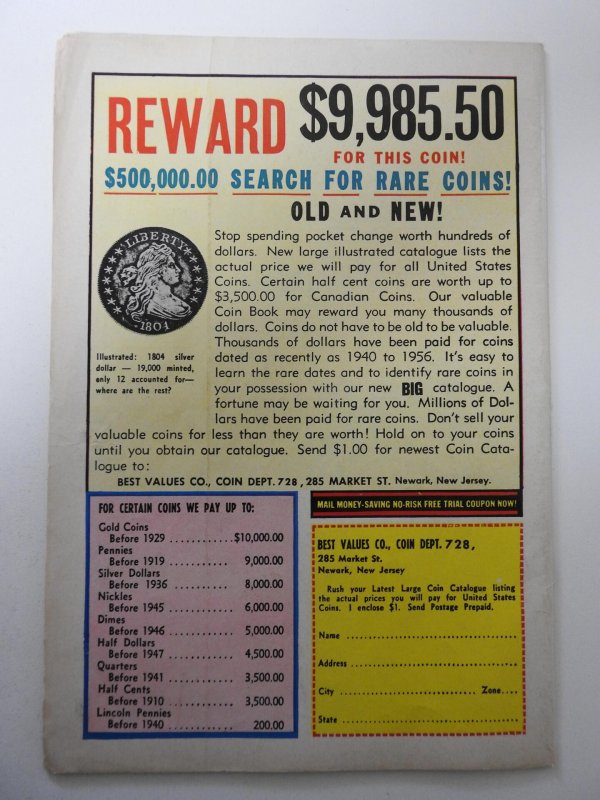 REWARD $9,985.50
FOR THIS COIN!
$500,000.00 SEARCH FOR RARE COINS!
OLD AND NEW!
LIBERTY
1804
Illustrated: 1804 silver
dollar — 19,000 minted,
only 12 accounted for—
where are the rest?
Stop spending pocket change worth hundreds of
dollars. New large illustrated catalogue lists the
actual price we will pay for all United States
Coins. Certain half cent coins are worth up to
$3,500.00 for Canadian Coins. Our valuable
Coin Book may reward you many thousands of
dollars. Coins do not have to be old to be valuable.
Thousands of dollars have been paid for coins
dated as recently as 1940 to 1956. It's easy to
learn the rare dates and to identify rare coins in
your possession with our new BIG catalogue. A
fortune may be waiting for you. Millions of Dol-
lars have been paid for rare coins. Don't sell your
valuable coins for less than they are worth! Hold on to your coins
until you obtain our catalogue. Send $1.00 for newest Coin Cata-
logue to:
BEST VALUES CO., COIN DEPT. 728, 285 MARKET ST. Newark, New Jersey.
FOR CERTAIN COINS WE PAY UP TO:
Gold Coins
Before 1929 ............$10,000.00
Pennies
Before 1919 ............ 9,000.00
Silver Dollars
Before 1936 ............ 8,000.00
Nickles
Before 1945 ............ 6,000.00
Dimes
Before 1946 ............ 5,000.00
Half Dollars
Before 1947 ............ 4,500.00
Quarters
Before 1941 ............ 3,500.00
Half Cents
Before 1910 ............ 3,500.00
Lincoln Pennies
Before 1940 ............ 200.00
MAIL MONEY-SAVING NO-RISK FREE TRIAL COUPON NOW!
BEST VALUES CO., COIN DEPT. 728,
285 Market St.
Newark, New Jersey
Rush your Latest Large Coin Catalogue listing
the actual prices you will pay for United States
Coins. I enclose $1. Send Postage Prepaid.
Name ............................................
Address ............................................
City ............................ Zone....
State ............................................